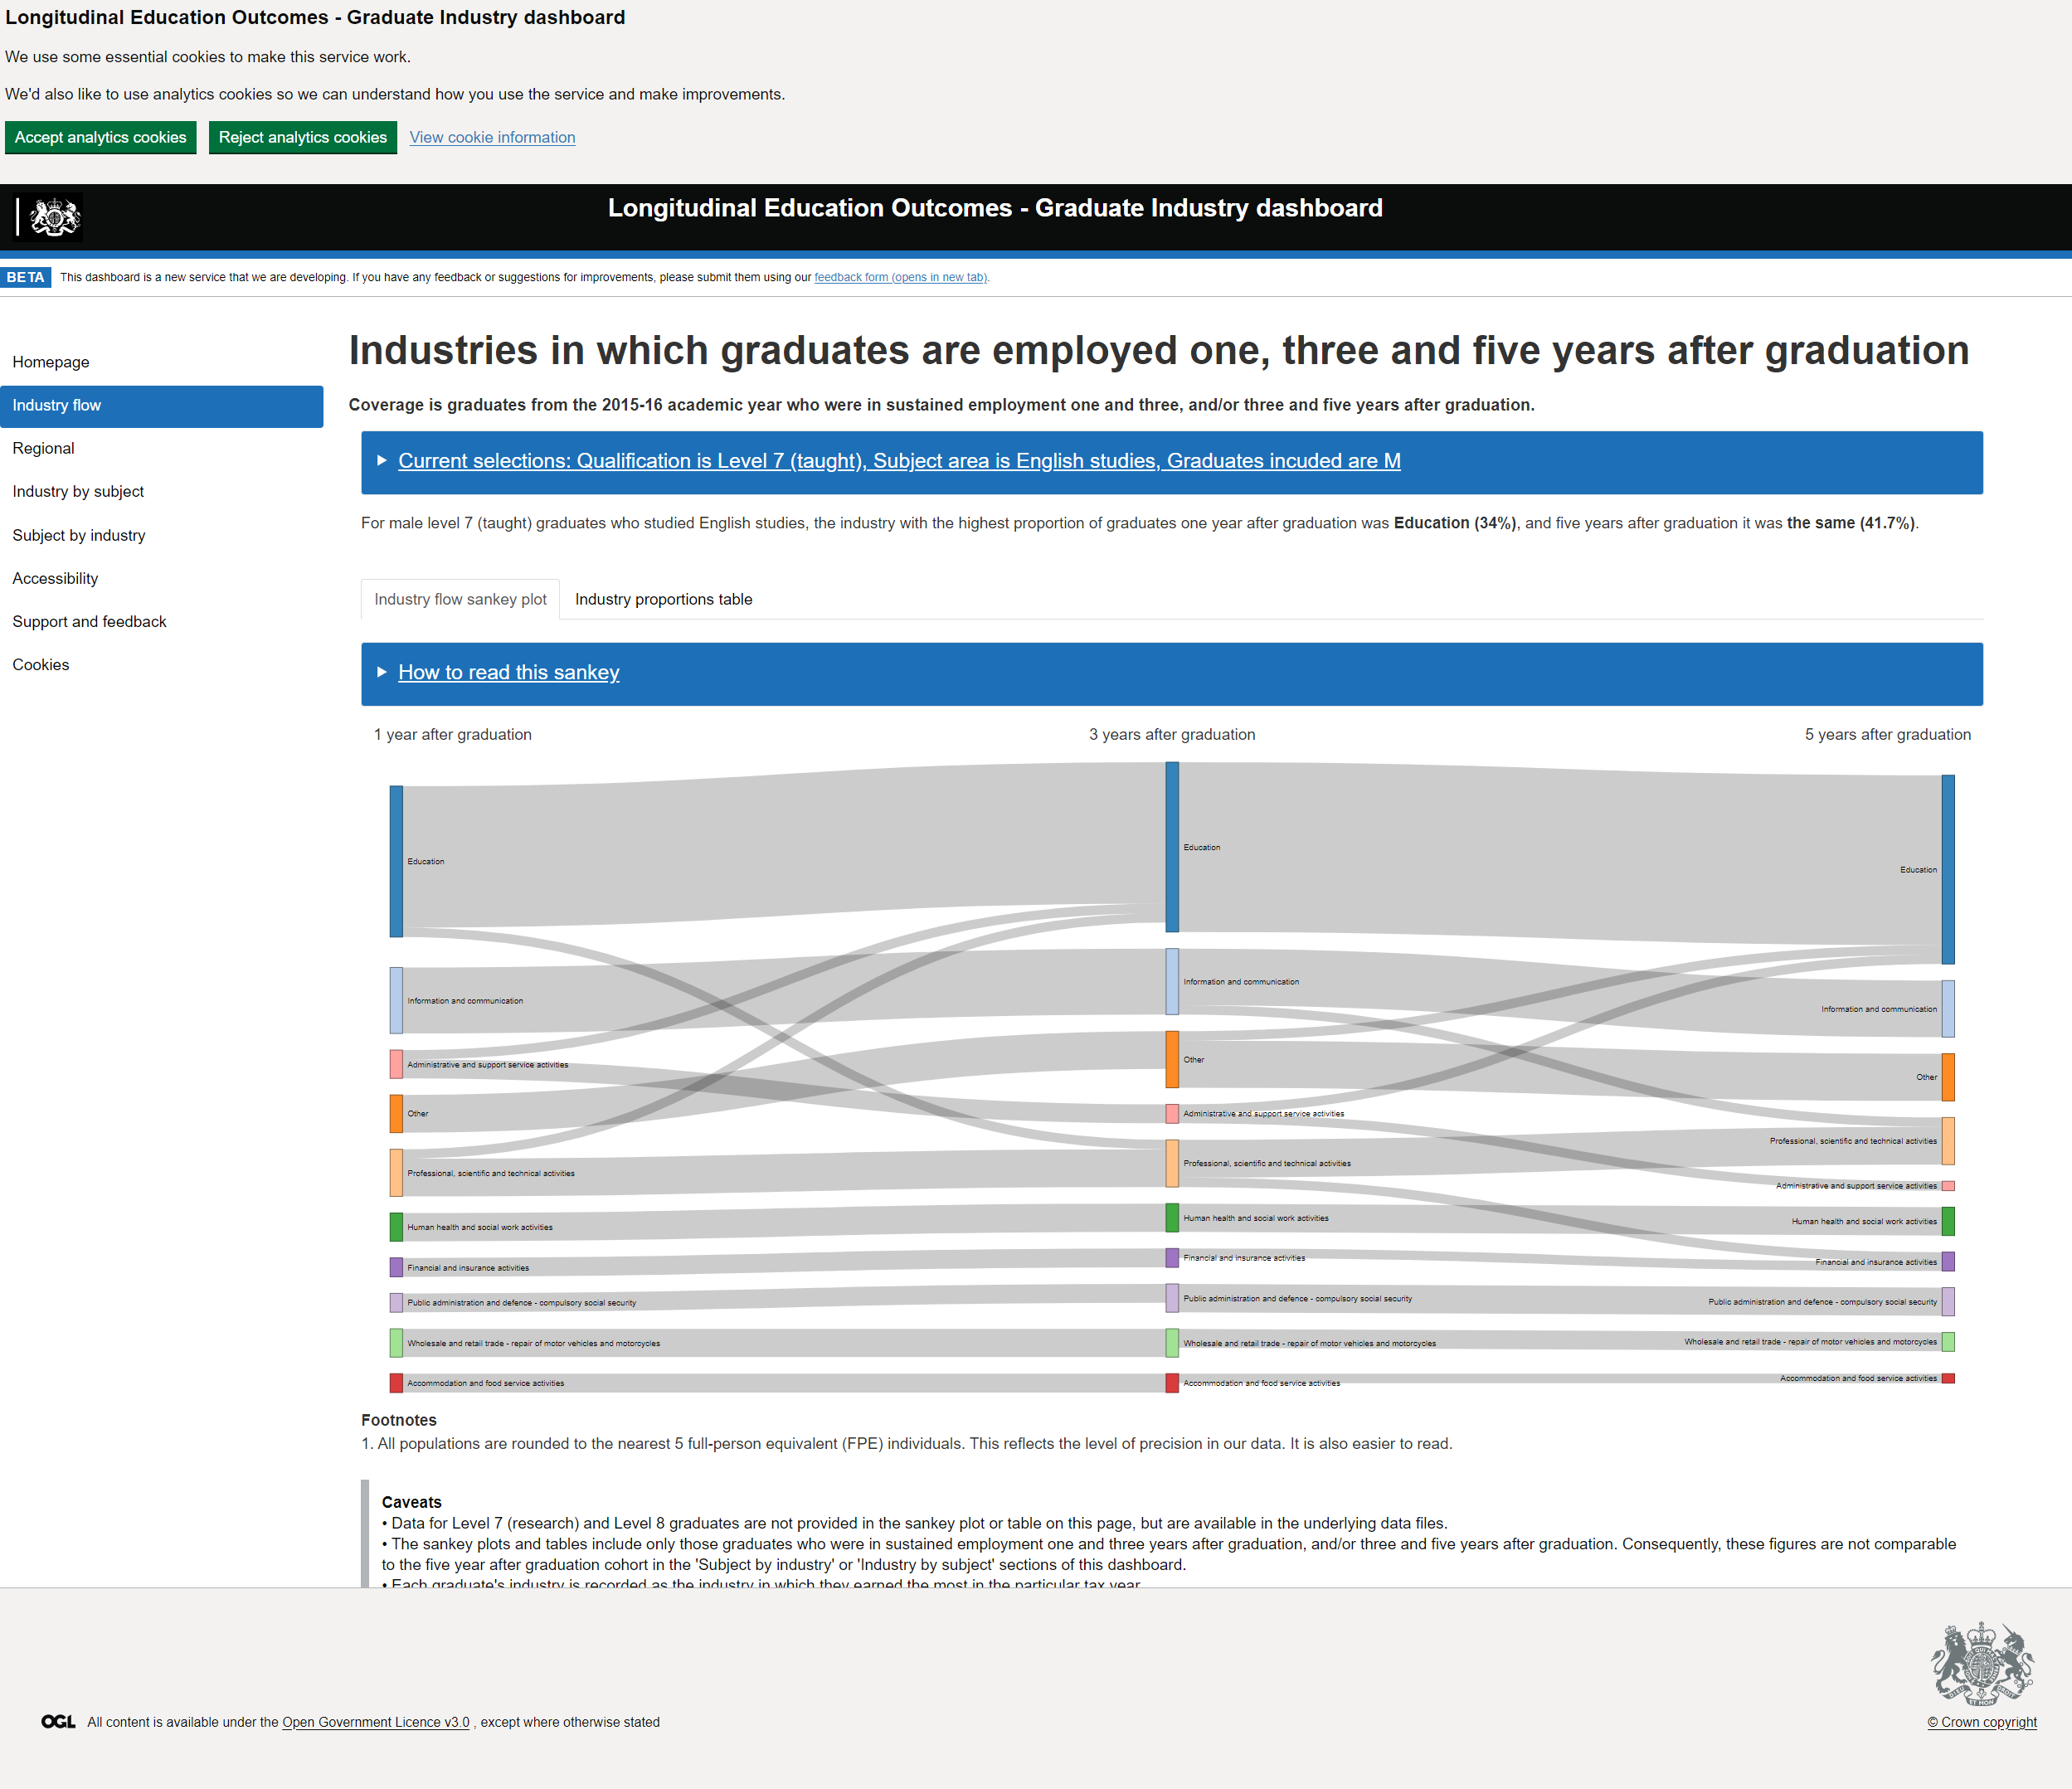 Longitudinal Education Outcomes - Graduate Industry dashboard
We use some essential cookies to make this service work.
We'd also like to use analytics cookies so we can understand how you use the service and make improvements.
Accept analytics cookies Reject analytics cookies View cookie information
Longitudinal Education Outcomes - Graduate Industry dashboard
BETA This dashboard is a new service that we are developing. If you have any feedback or suggestions for improvements, please submit them using our feedback form (opens in new tab).
Homepage
Industry flow
Regional
Industry by subject
Subject by industry
Accessibility
Support and feedback
Cookies
Industries in which graduates are employed one, three and five years after graduation
Coverage is graduates from the 2015-16 academic year who were in sustained employment one and three, and/or three and five years after graduation.
Current selections: Qualification is Level 7 (taught), Subject area is English studies, Graduates incuded are M
For male level 7 (taught) graduates who studied English studies, the industry with the highest proportion of graduates one year after graduation was Education (34%), and five years after graduation it was the same (41.7%).
Industry flow sankey plot Industry proportions table
How to read this sankey
1 year after graduation 3 years after graduation 5 years after graduation
Education
Information and communication
Administrative and support service activities
Other
Professional, scientific and technical activities
Human health and social work activities
Financial and insurance activities
Public administration and defence - compulsory social security
Wholesale and retail trade - repair of motor vehicles and motorcycles
Accommodation and food service activities
Education
Information and communication
Other
Administrative and support service activities
Professional, scientific and technical activities
Human health and social work activities
Financial and insurance activities
Public administration and defence - compulsory social security
Wholesale and retail trade - repair of motor vehicles and motorcycles
Accommodation and food service activities
Education
Information and communication
Other
Professional, scientific and technical activities
Administrative and support service activities
Human health and social work activities
Financial and insurance activities
Public administration and defence - compulsory social security
Wholesale and retail trade - repair of motor vehicles and motorcycles
Accommodation and food service activities
Footnotes
1. All populations are rounded to the nearest 5 full-person equivalent (FPE) individuals. This reflects the level of precision in our data. It is also easier to read.
Caveats
• Data for Level 7 (research) and Level 8 graduates are not provided in the sankey plot or table on this page, but are available in the underlying data files.
• The sankey plots and tables include only those graduates who were in sustained employment one and three years after graduation, and/or three and five years after graduation. Consequently, these figures are not comparable
to the five year after graduation cohort in the 'Subject by industry' or 'Industry by subject' sections of this dashboard.
• Each graduate's industry is recorded as the industry in which they earned the most in the particular tax year.
OGL All content is available under the Open Government Licence v3.0 , except where otherwise stated
© Crown copyright